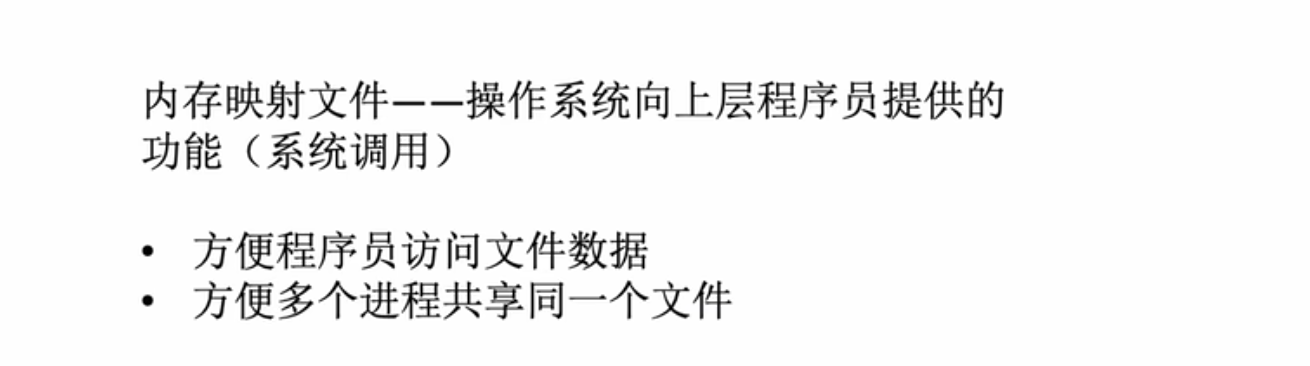 内存映射文件——操作系统向上层程序员提供的
功能（系统调用）
• 方便程序员访问文件数据
• 方便多个进程共享同一个文件